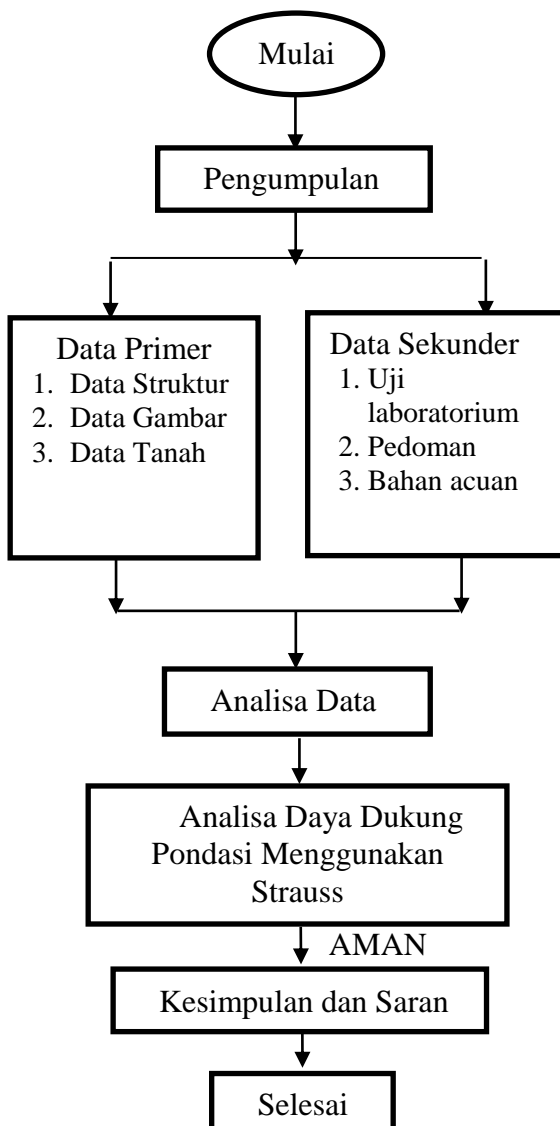 Mulai
Pengumpulan
Data Primer
1. Data Struktur
2. Data Gambar
3. Data Tanah
Data Sekunder
1. Uji
laboratorium
2. Pedoman
3. Bahan acuan
Analisa Data
Analisa Daya Dukung
Pondasi Menggunakan
Strauss
AMAN
Kesimpulan dan Saran
Selesai